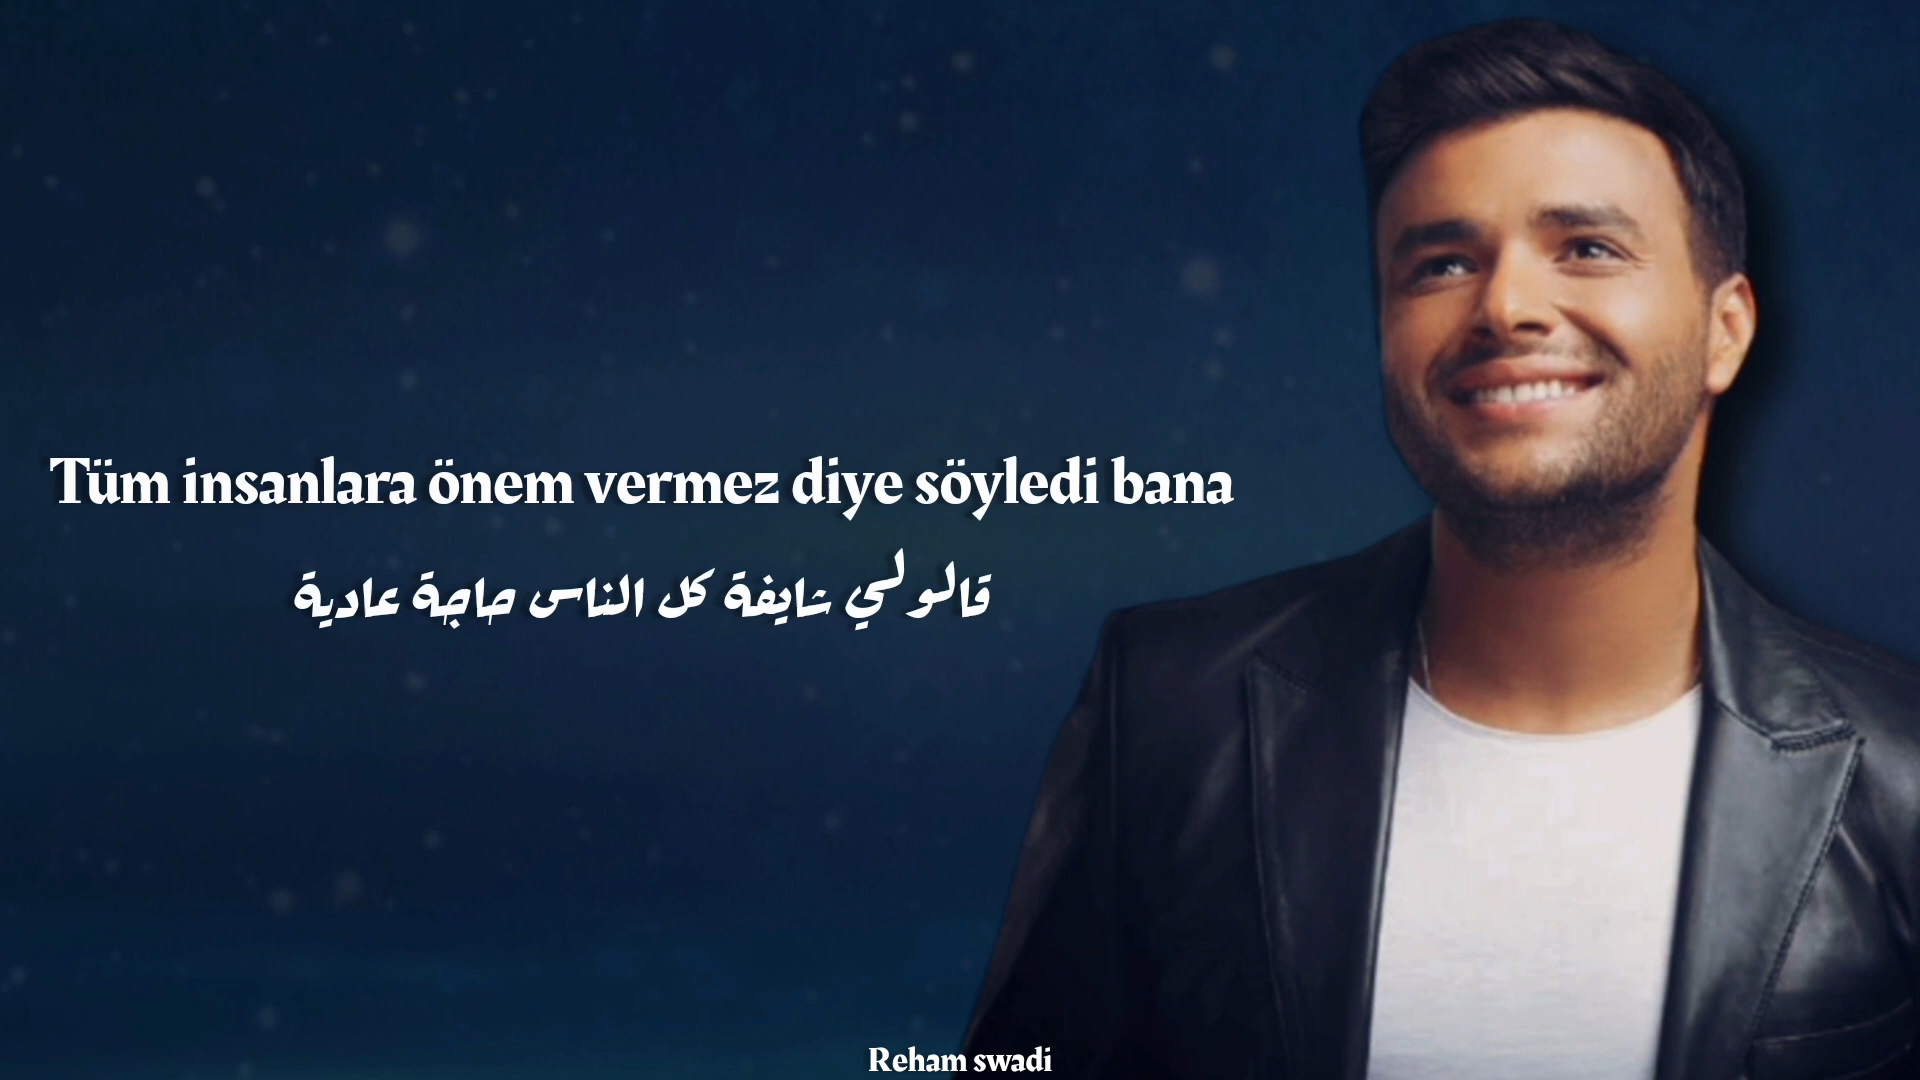 Tüm insanlara önem vermez diye söyledi bana
قالولي شايفة كل الناس حاجة عادية
Reham swadi